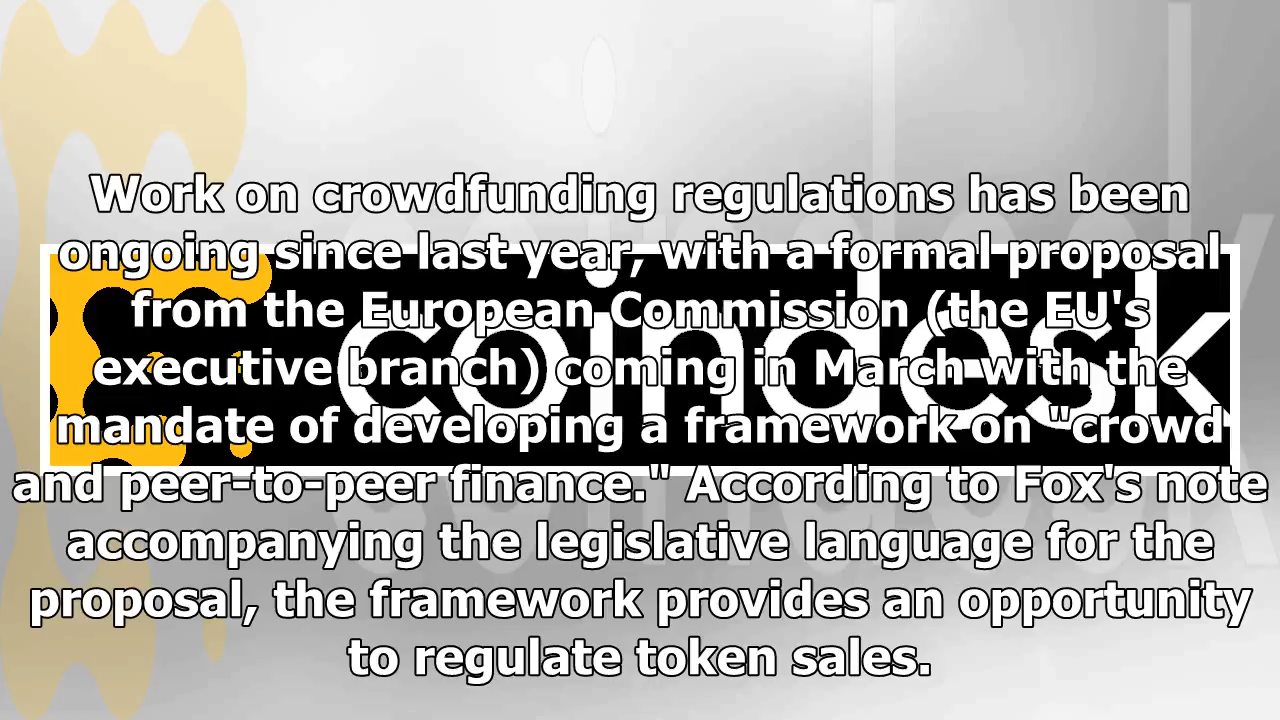 Work on crowdfunding regulations has been
ongoing since last year, with a formal proposal
from the European Commission (the EU's
executive branch) coming in March with the
mandate of developing a framework on "crowd
and peer-to-peer finance." According to Fox's note
accompanying the legislative language for the
proposal, the framework provides an opportunity
to regulate token sales.
coindesk